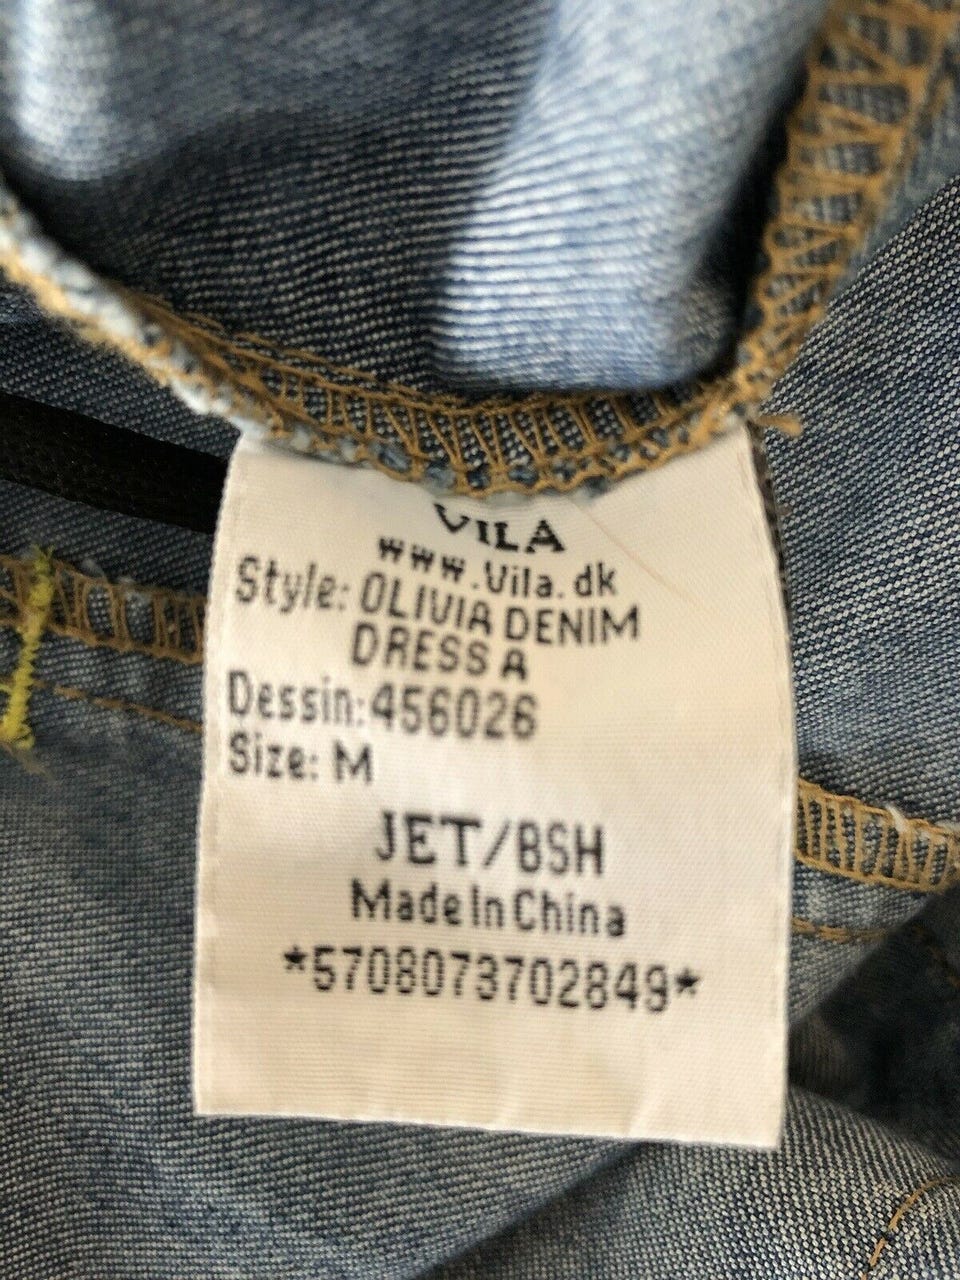 VILA
www.Vila.dk
Style: OLIVIA DENIM
DRESS A
Dessin:456026
Size: M
JET/BSH
Made In China
*5708073702849*